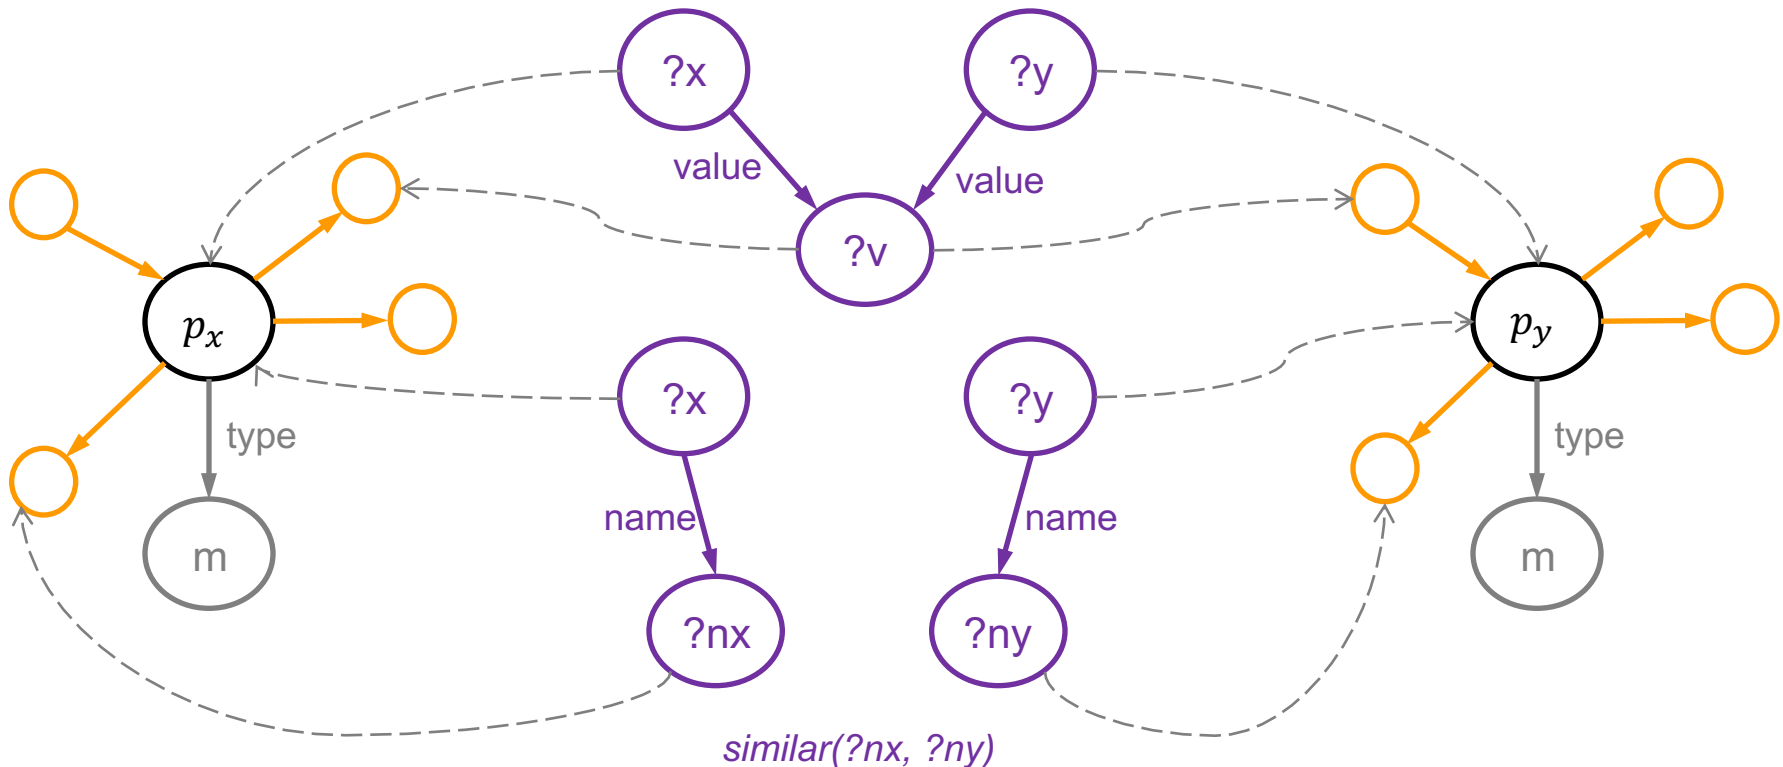 ?x
?y
value
value
?v
p_x
p_y
?x
?y
type
type
name
name
m
m
?nx
?ny
similar(?nx, ?ny)